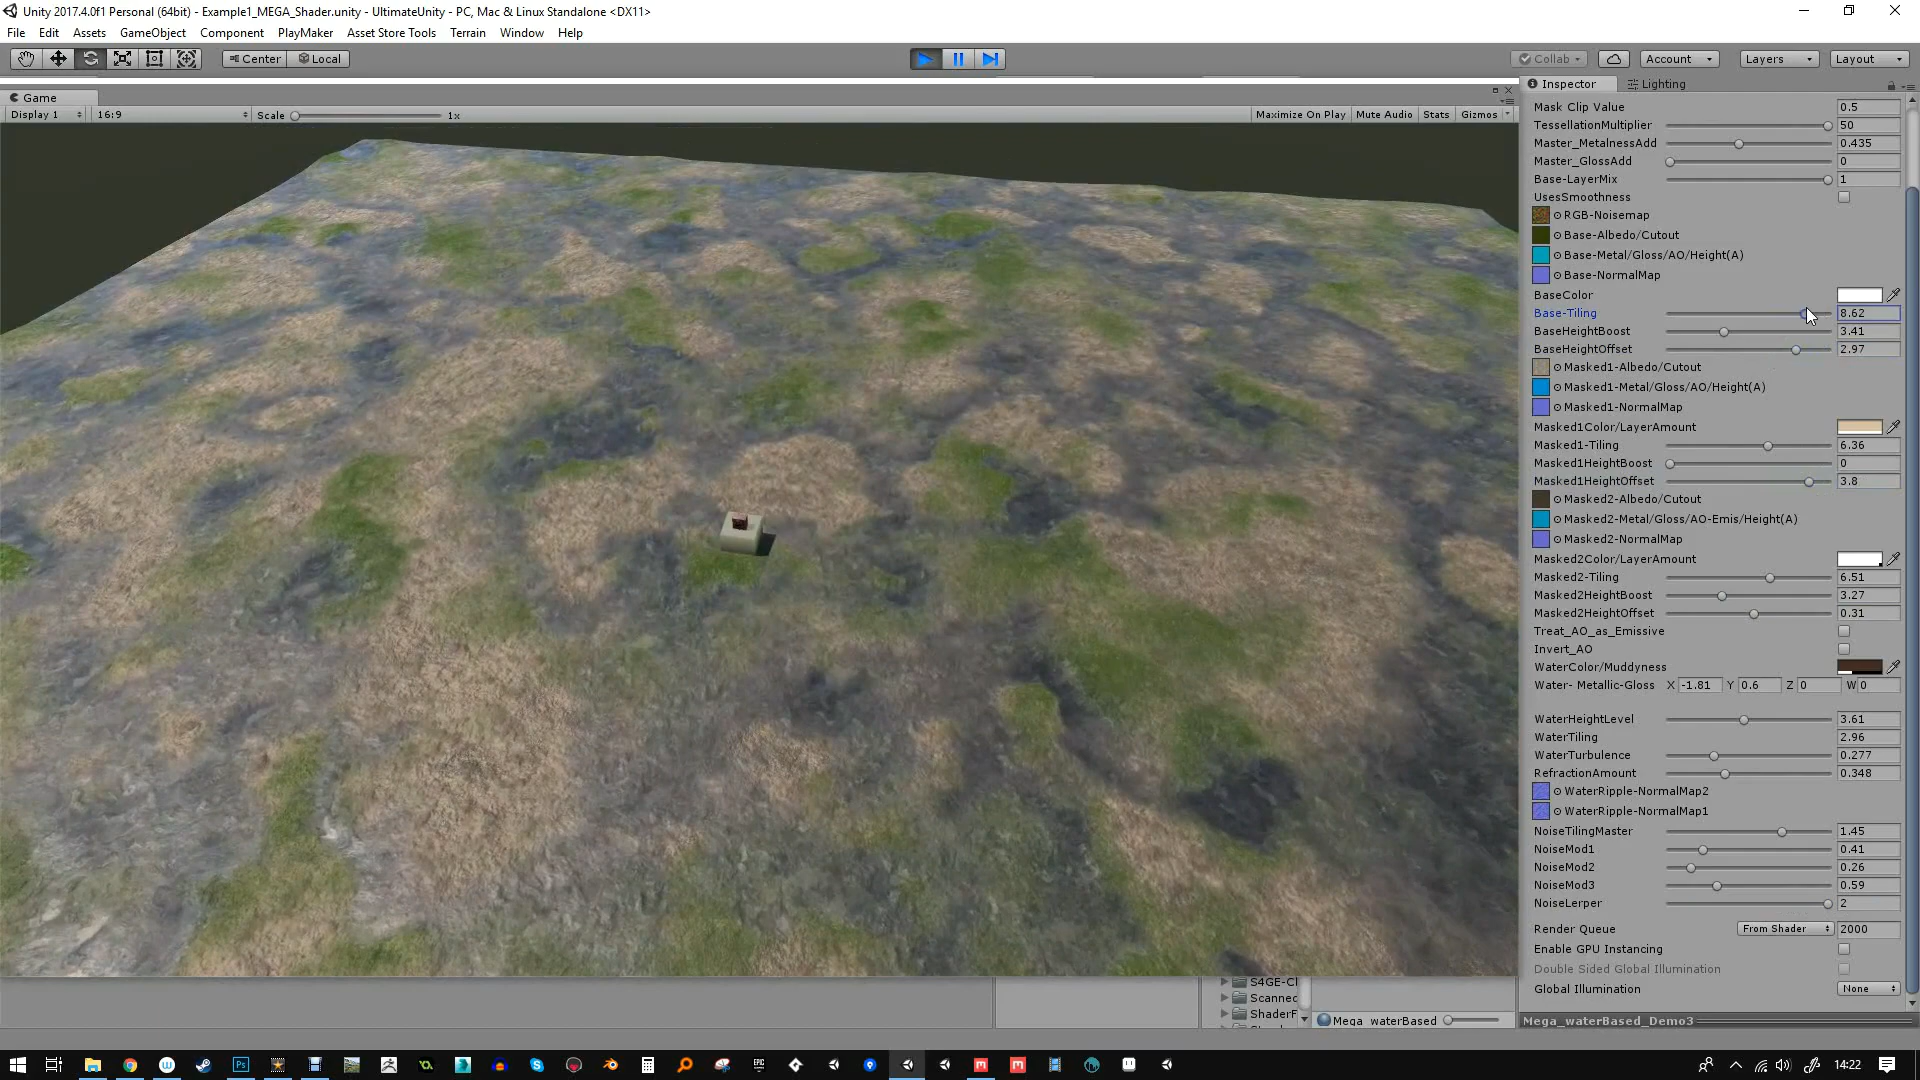 Unity 2017.4.0f1 Personal (64bit) - Example1_MEGA_Shader.unity - UltimateUnity - PC, Mac & Linux Standalone <DX11>
File Edit Assets GameObject Component PlayMaker Asset Store Tools Terrain Window Help
Center Local Collab Account Layers Layout
Inspector Lighting
Game
Display 1 16:9 Scale 1x Maximize On Play Mute Audio Stats Gizmos
Mask Clip Value 0.5
TessellationMultiplier 50
Master_MetalnessAdd 0.435
Master_GlossAdd 0
Base-LayerMix 1
UsesSmoothness
RGB-Noisemap
Base-Albedo/Cutout
Base-Metal/Gloss/AO/Height(A)
Base-NormalMap
BaseColor
Base-Tiling 8.62
BaseHeightBoost 3.41
BaseHeightOffset 2.97
Masked1-Albedo/Cutout
Masked1-Metal/Gloss/AO/Height(A)
Masked1-NormalMap
Masked1Color/LayerAmount
Masked1-Tiling 6.36
Masked1HeightBoost 0
Masked1HeightOffset 3.8
Masked2-Albedo/Cutout
Masked2-Metal/Gloss/AO-Emis/Height(A)
Masked2-NormalMap
Masked2Color/LayerAmount
Masked2-Tiling 6.51
Masked2HeightBoost 3.27
Masked2HeightOffset 0.31
Treat_AO_as_Emissive
Invert_AO
WaterColor/Muddyness
Water- Metallic-Gloss X -1.81 Y 0.6 Z 0 W 0
WaterHeightLevel 3.61
WaterTiling 2.96
WaterTurbulence 0.277
RefractionAmount 0.348
WaterRipple-NormalMap2
WaterRipple-NormalMap1
NoiseTilingMaster 1.45
NoiseMod1 0.41
NoiseMod2 0.26
NoiseMod3 0.59
NoiseLerper 2
Render Queue From Shader 2000
Enable GPU Instancing
Double Sided Global Illumination
Global Illumination None
S4GE-Cl
Scannec
ShaderF
Mega_waterBased
Mega_waterBased_Demo3
14:22